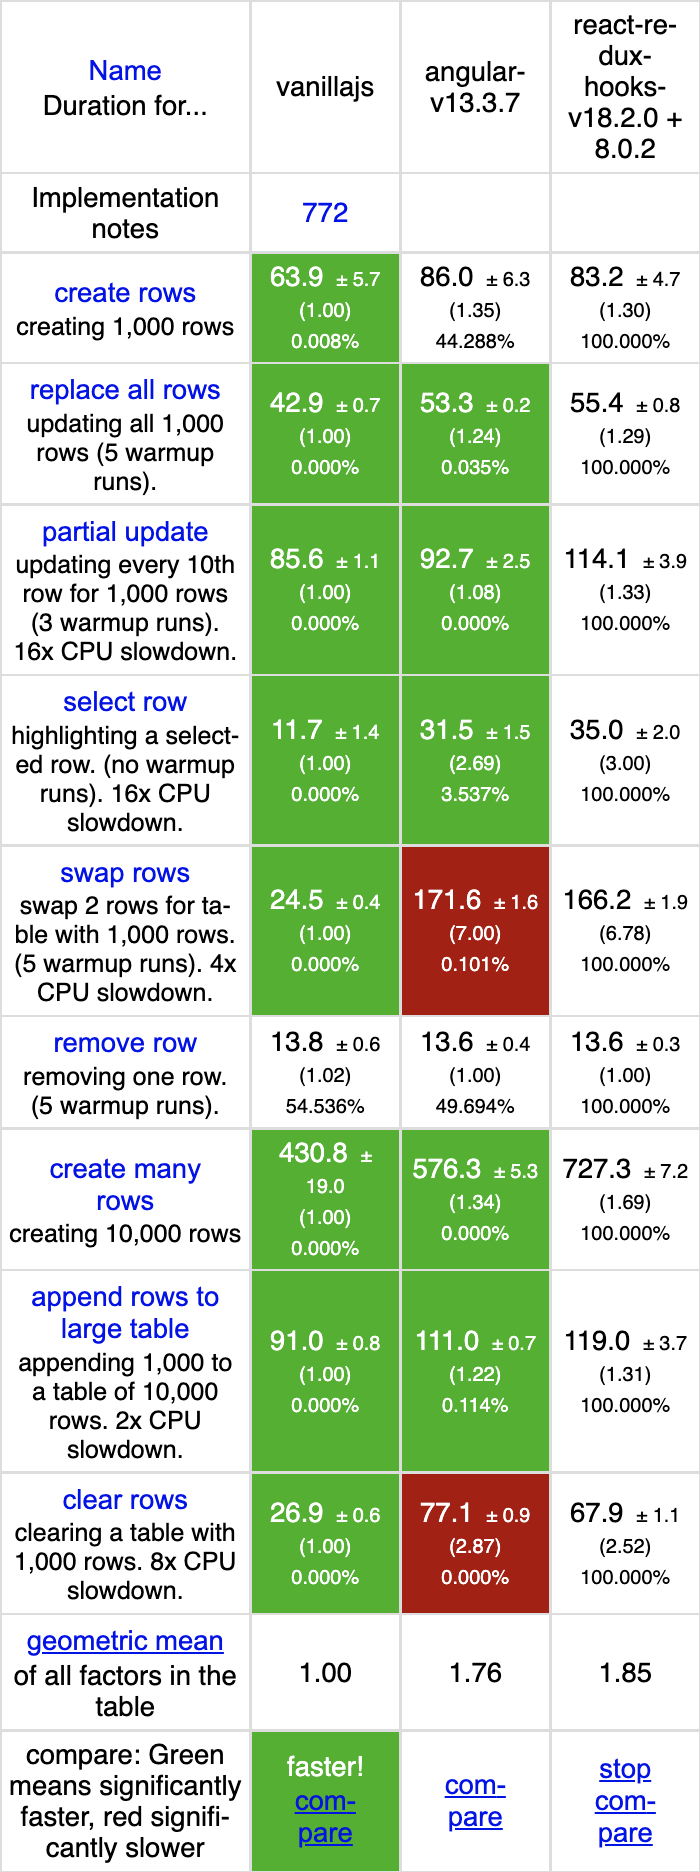 Name
Duration for...
vanillajs
angular-
v13.3.7
react-re-
dux-
hooks-
v18.2.0 +
8.0.2
Implementation
notes
772
create rows
creating 1,000 rows
63.9 ± 5.7
(1.00)
0.008%
86.0 ± 6.3
(1.35)
44.288%
83.2 ± 4.7
(1.30)
100.000%
replace all rows
updating all 1,000
rows (5 warmup
runs).
42.9 ± 0.7
(1.00)
0.000%
53.3 ± 0.2
(1.24)
0.035%
55.4 ± 0.8
(1.29)
100.000%
partial update
updating every 10th
row for 1,000 rows
(3 warmup runs).
16x CPU slowdown.
85.6 ± 1.1
(1.00)
0.000%
92.7 ± 2.5
(1.08)
0.000%
114.1 ± 3.9
(1.33)
100.000%
select row
highlighting a select-
ed row. (no warmup
runs). 16x CPU
slowdown.
11.7 ± 1.4
(1.00)
0.000%
31.5 ± 1.5
(2.69)
3.537%
35.0 ± 2.0
(3.00)
100.000%
swap rows
swap 2 rows for ta-
ble with 1,000 rows.
(5 warmup runs). 4x
CPU slowdown.
24.5 ± 0.4
(1.00)
0.000%
171.6 ± 1.6
(7.00)
0.101%
166.2 ± 1.9
(6.78)
100.000%
remove row
removing one row.
(5 warmup runs).
13.8 ± 0.6
(1.02)
54.536%
13.6 ± 0.4
(1.00)
49.694%
13.6 ± 0.3
(1.00)
100.000%
create many
rows
creating 10,000 rows
430.8 ±
19.0
(1.00)
0.000%
576.3 ± 5.3
(1.34)
0.000%
727.3 ± 7.2
(1.69)
100.000%
append rows to
large table
appending 1,000 to
a table of 10,000
rows. 2x CPU
slowdown.
91.0 ± 0.8
(1.00)
0.000%
111.0 ± 0.7
(1.22)
0.114%
119.0 ± 3.7
(1.31)
100.000%
clear rows
clearing a table with
1,000 rows. 8x CPU
slowdown.
26.9 ± 0.6
(1.00)
0.000%
77.1 ± 0.9
(2.87)
0.000%
67.9 ± 1.1
(2.52)
100.000%
geometric mean
of all factors in the
table
1.00
1.76
1.85
compare: Green
means significantly
faster, red signifi-
cantly slower
faster!
com-
pare
com-
pare
stop
com-
pare